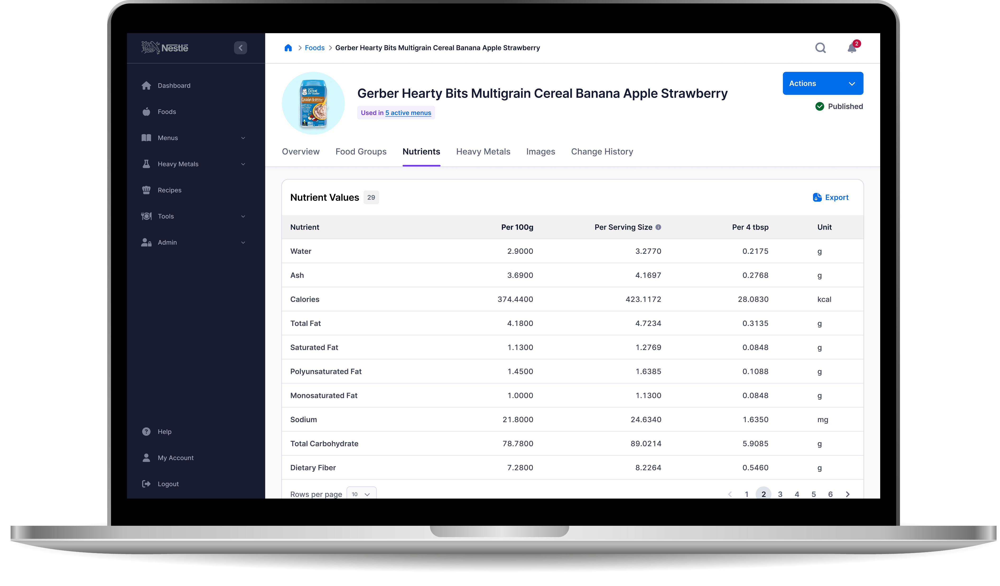 Nestlé
Dashboard
Foods
Menus
Heavy Metals
Recipes
Tools
Admin
Help
My Account
Logout
Foods Gerber Hearty Bits Multigrain Cereal Banana Apple Strawberry
2
Gerber
Cereal
for Toddler
Grain & grow
HEARTY BITS
MULTIGRAIN
Gerber Hearty Bits Multigrain Cereal Banana Apple Strawberry
Used in 5 active menus
Actions
Published
Overview Food Groups Nutrients Heavy Metals Images Change History
Nutrient Values 29 Export
Nutrient Per 100g Per Serving Size Per 4 tbsp Unit
Water 2.9000 3.2770 0.2175 g
Ash 3.6900 4.1697 0.2768 g
Calories 374.4400 423.1172 28.0830 kcal
Total Fat 4.1800 4.7234 0.3135 g
Saturated Fat 1.1300 1.2769 0.0848 g
Polyunsaturated Fat 1.4500 1.6385 0.1088 g
Monosaturated Fat 1.0000 1.1300 0.0848 g
Sodium 21.8000 24.6340 1.6350 mg
Total Carbohydrate 78.7800 89.0214 5.9085 g
Dietary Fiber 7.2800 8.2264 0.5460 g
Rows per page 10 1 2 3 4 5 6